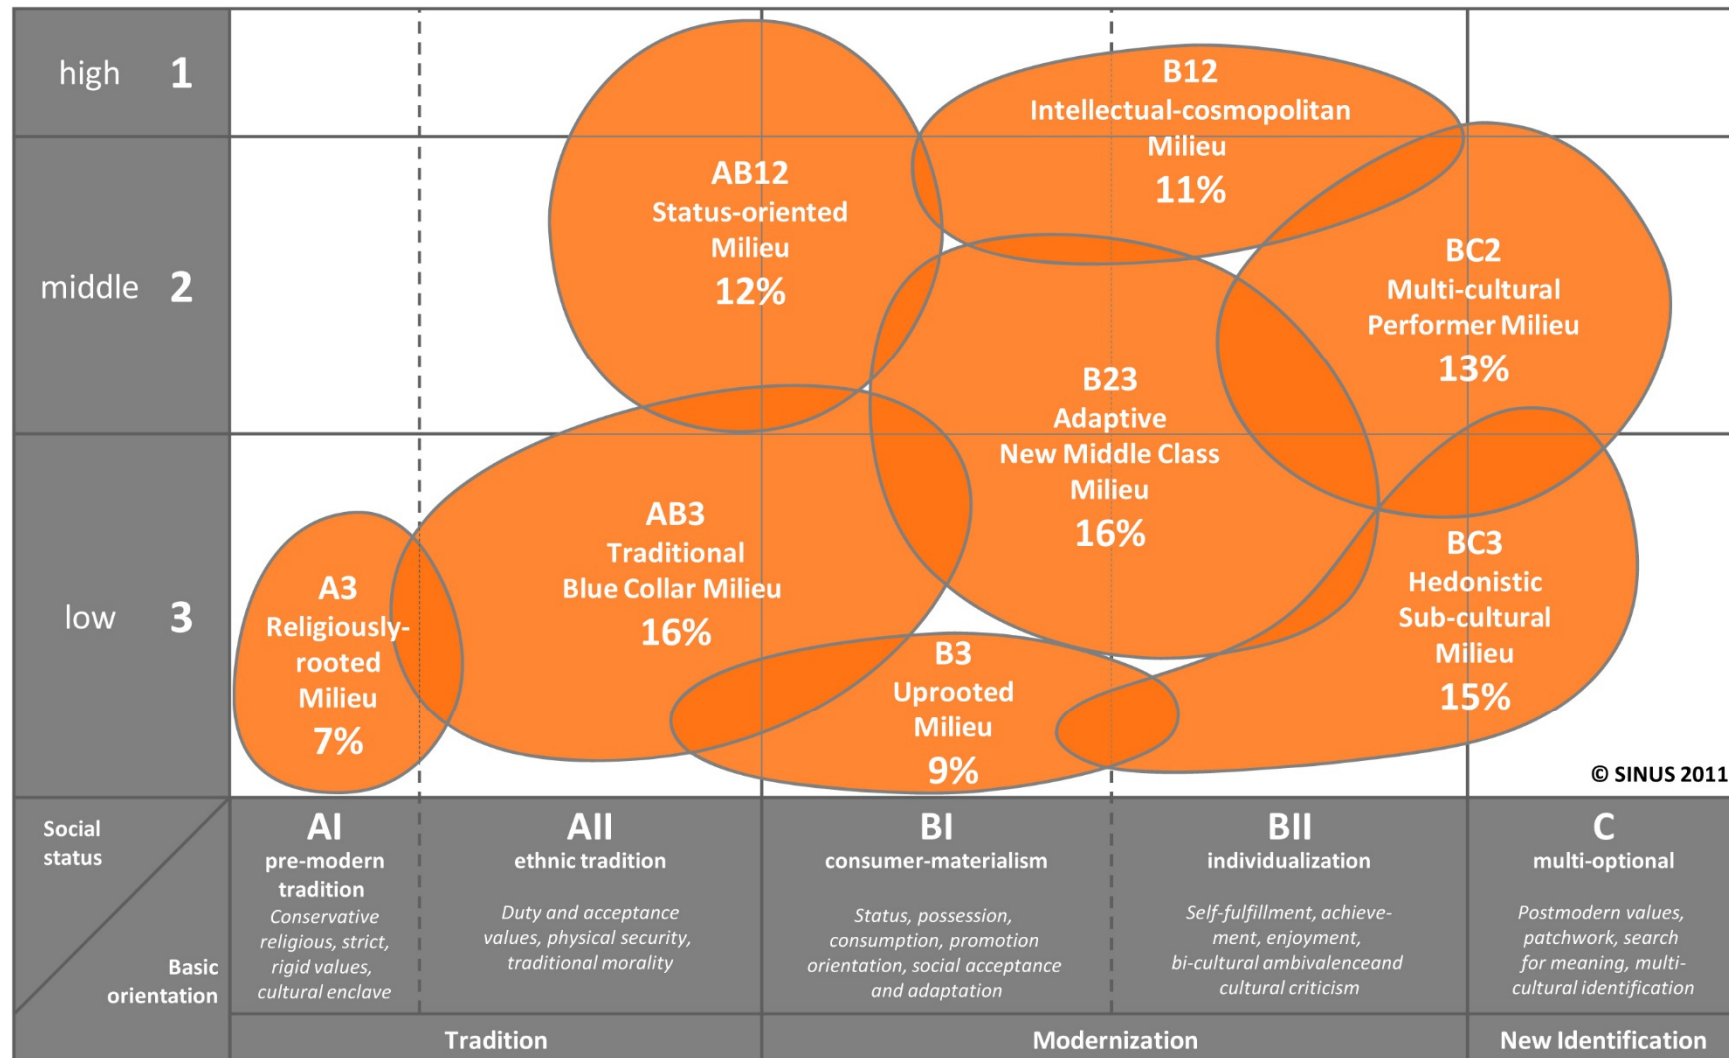 high 1
middle 2
low 3
B12
Intellectual-cosmopolitan
Milieu
11%
AB12
Status-oriented
Milieu
12%
BC2
Multi-cultural
Performer Milieu
13%
B23
Adaptive
New Middle Class
Milieu
16%
AB3
Traditional
Blue Collar Milieu
16%
BC3
Hedonistic
Sub-cultural
Milieu
15%
A3
Religiously-
rooted
Milieu
7%
B3
Uprooted
Milieu
9%
© SINUS 2011
Social
status
Basic
orientation
AI
pre-modern
tradition
Conservative
religious, strict,
rigid values,
cultural enclave
AII
ethnic tradition
Duty and acceptance
values, physical security,
traditional morality
BI
consumer-materialism
Status, possession,
consumption, promotion
orientation, social acceptance
and adaptation
BII
individualization
Self-fulfillment, achieve-
ment, enjoyment,
bi-cultural ambivalenceand
cultural criticism
C
multi-optional
Postmodern values,
patchwork, search
for meaning, multi-
cultural identification
Tradition
Modernization
New Identification